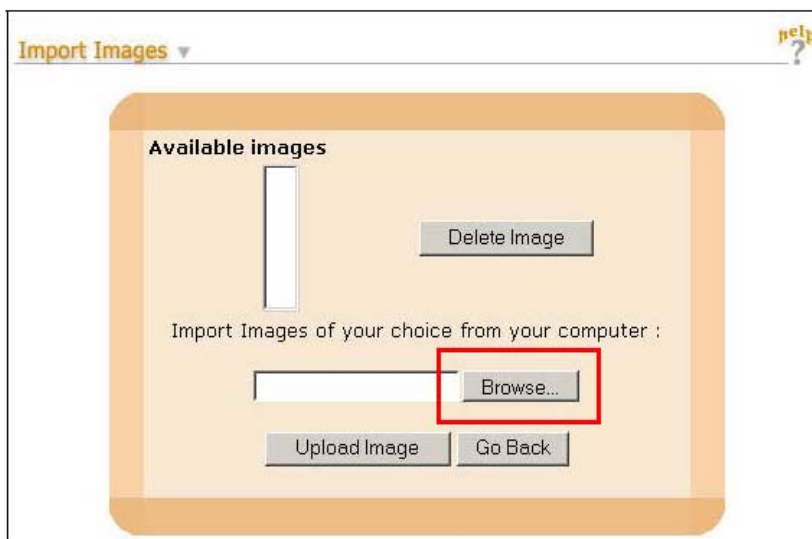 Import Images
help
?
Available images
Delete Image
Import Images of your choice from your computer :
Browse...
Upload Image
Go Back